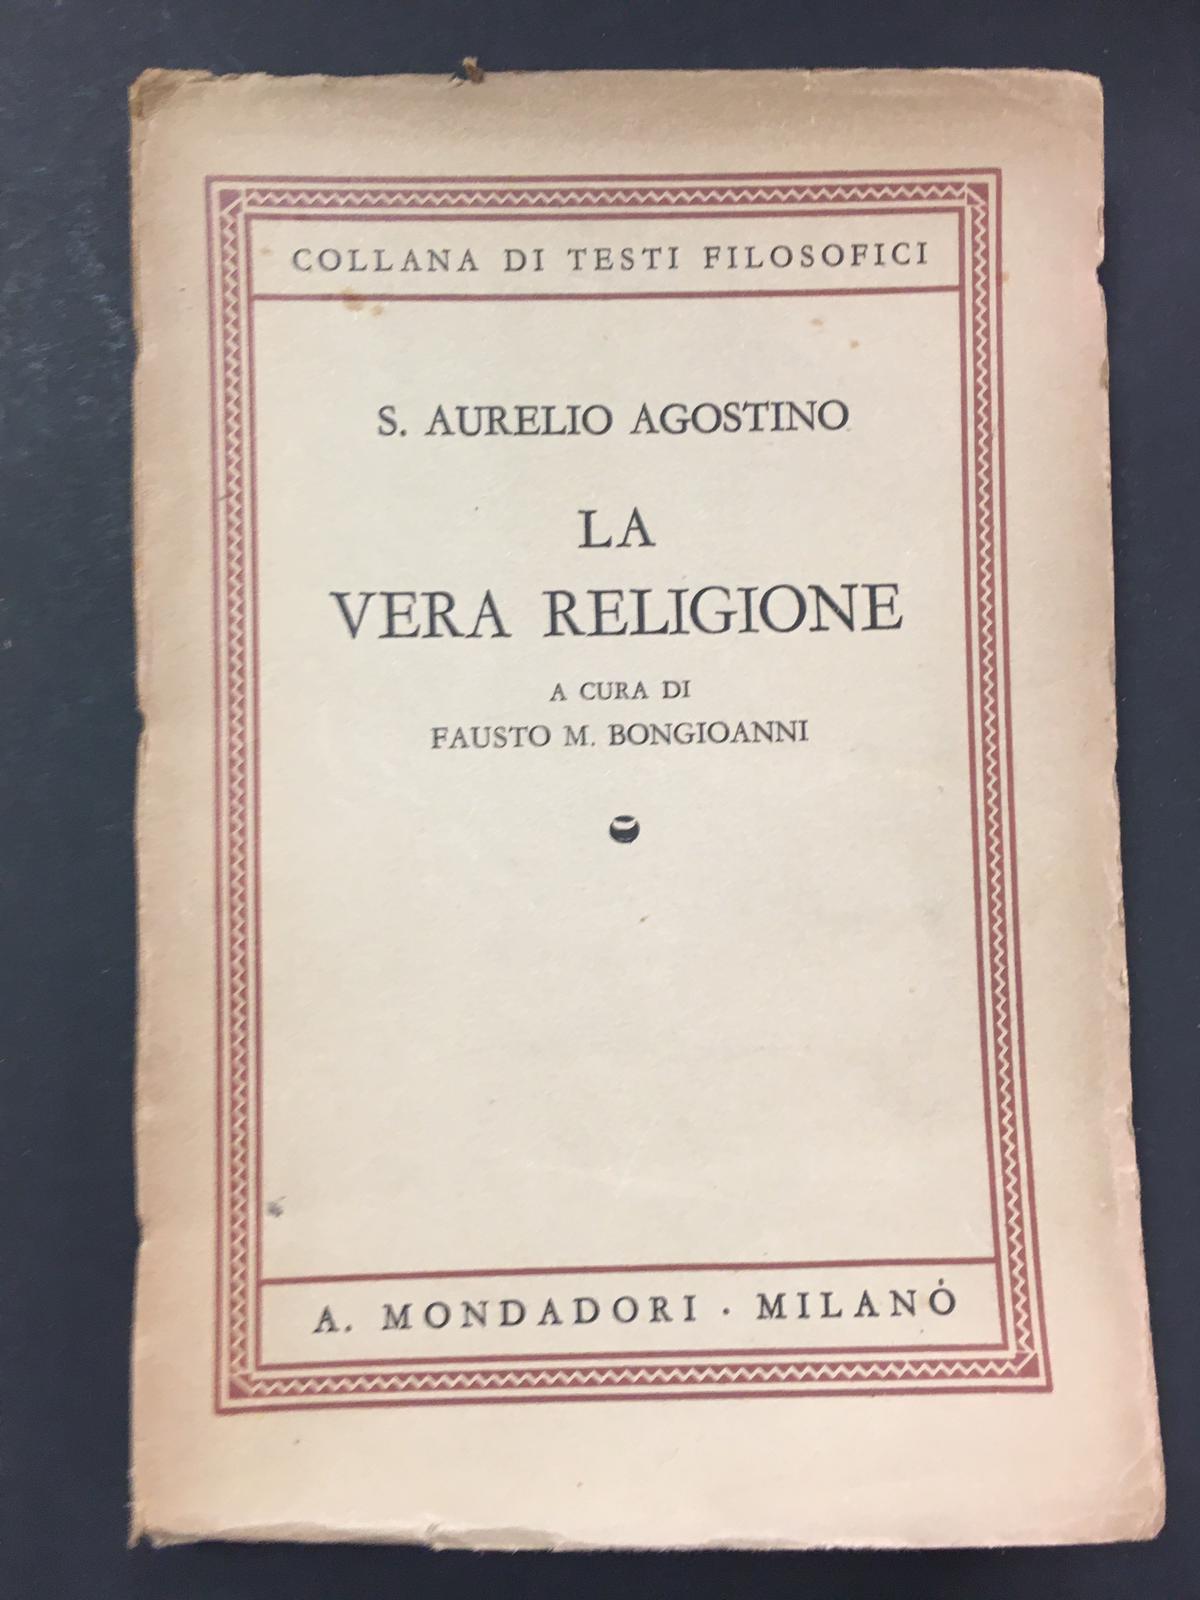 COLLANA DI TESTI FILOSOFICI
S. AURELIO AGOSTINO
LA
VERA RELIGIONE
A CURA DI
FAUSTO M. BONGIOANNI
A. MONDADORI · MILANO